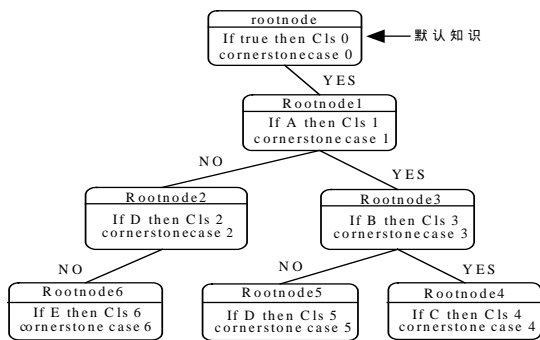 rootnode
If true then Cls 0
cornerstonecase 0
默认知识
YES
Rootnode1
If A then Cls 1
cornerstone case 1
NO
YES
Rootnode2
If D then Cls 2
cornerstonecase 2
Rootnode3
If B then Cls 3
cornerstonecase 3
NO
NO
YES
Rootnode6
If E then Cls 6
cornerstone case 6
Rootnode5
If D then Cls 5
cornerstone case 5
Rootnode4
If C then Cls 4
cornerstone case 4